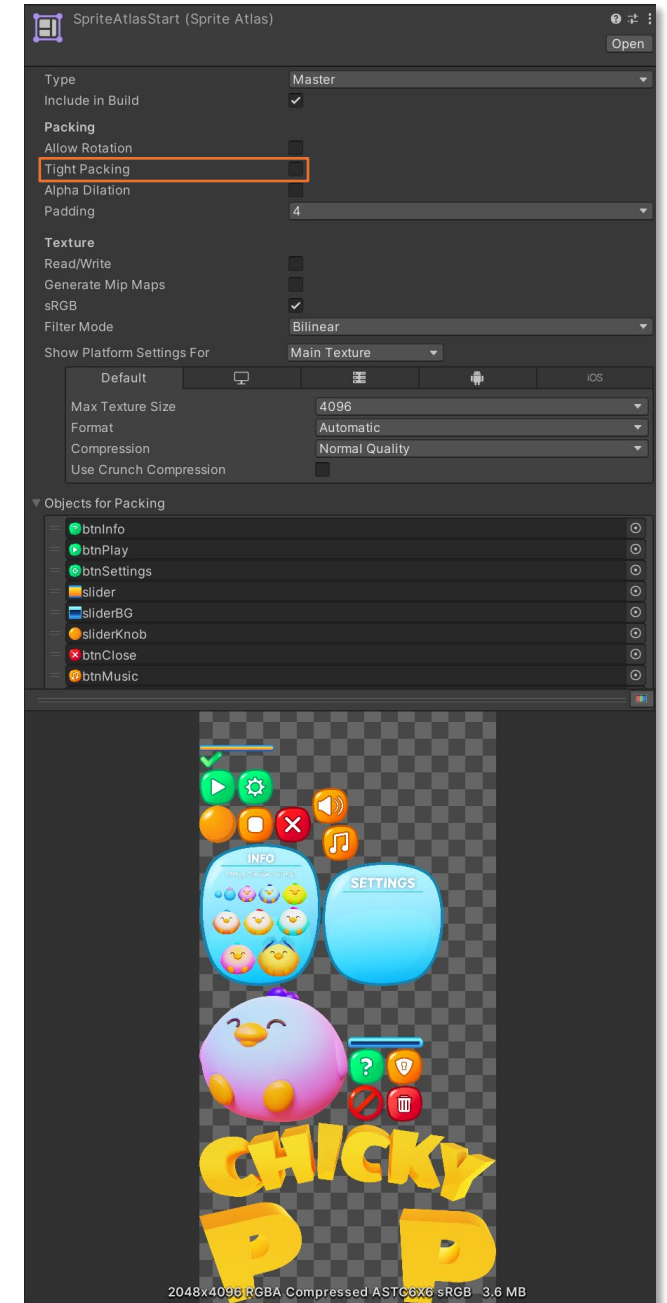 SpriteAtlasStart (Sprite Atlas)
Open
Type Master
Include in Build
Packing
Allow Rotation
Tight Packing
Alpha Dilation
Padding 4
Texture
Read/Write
Generate Mip Maps
sRGB
Filter Mode Bilinear
Show Platform Settings For Main Texture
Default iOS
Max Texture Size 4096
Format Automatic
Compression Normal Quality
Use Crunch Compression
Objects for Packing
btnInfo
btnPlay
btnSettings
slider
sliderBG
sliderKnob
btnClose
btnMusic
INFO
SETTINGS
?
CHICKY
P P
2048x4096 RGBA Compressed ASTC6X6 sRGB 3.6 MB